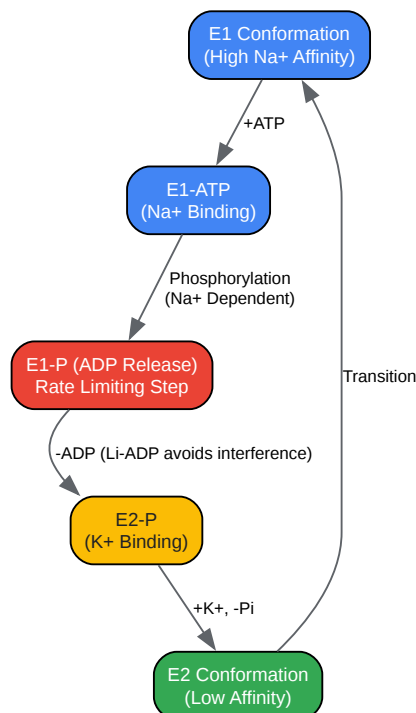 E1 Conformation
(High Na+ Affinity)
+ATP
E1-ATP
(Na+ Binding)
Phosphorylation
(Na+ Dependent)
E1-P (ADP Release)
Rate Limiting Step
Transition
-ADP (Li-ADP avoids interference)
E2-P
(K+ Binding)
+K+, -Pi
E2 Conformation
(Low Affinity)